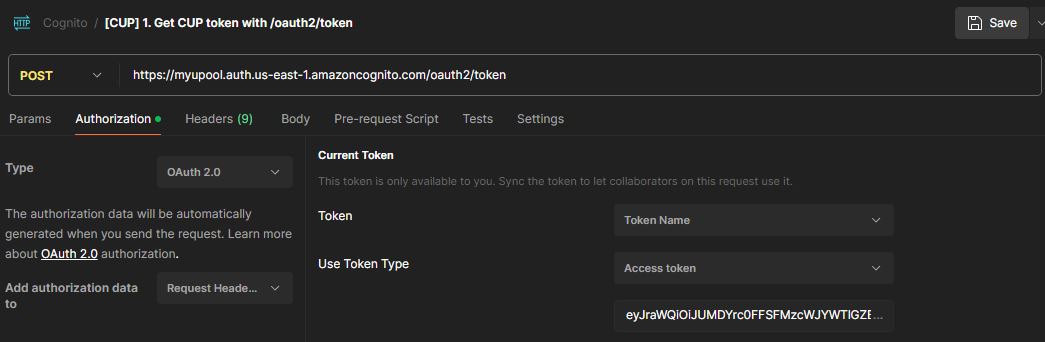 HTTP Cognito / [CUP] 1. Get CUP token with /oauth2/token Save
POST https://myupool.auth.us-east-1.amazoncognito.com/oauth2/token
Params Authorization Headers (9) Body Pre-request Script Tests Settings
Type OAuth 2.0
The authorization data will be automatically
generated when you send the request. Learn more
about OAuth 2.0 authorization.
Add authorization data
to
Request Heade...
Current Token
This token is only available to you. Sync the token to let collaborators on this request use it.
Token Token Name
Use Token Type Access token
eyJraWQiOiJUMDYrc0FFSFMzcWJYWTlGZE...